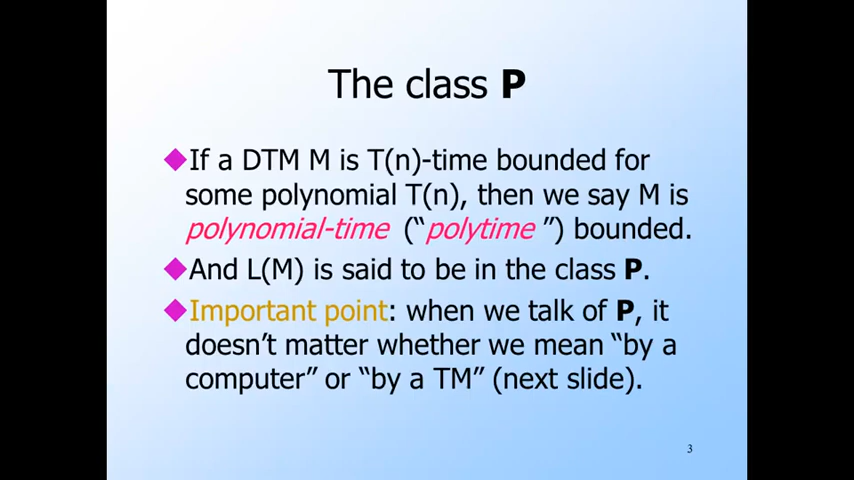 The class P
If a DTM M is T(n)-time bounded for
some polynomial T(n), then we say M is
polynomial-time (“polytime ”) bounded.
And L(M) is said to be in the class P.
Important point: when we talk of P, it
doesn’t matter whether we mean “by a
computer” or “by a TM” (next slide).
3